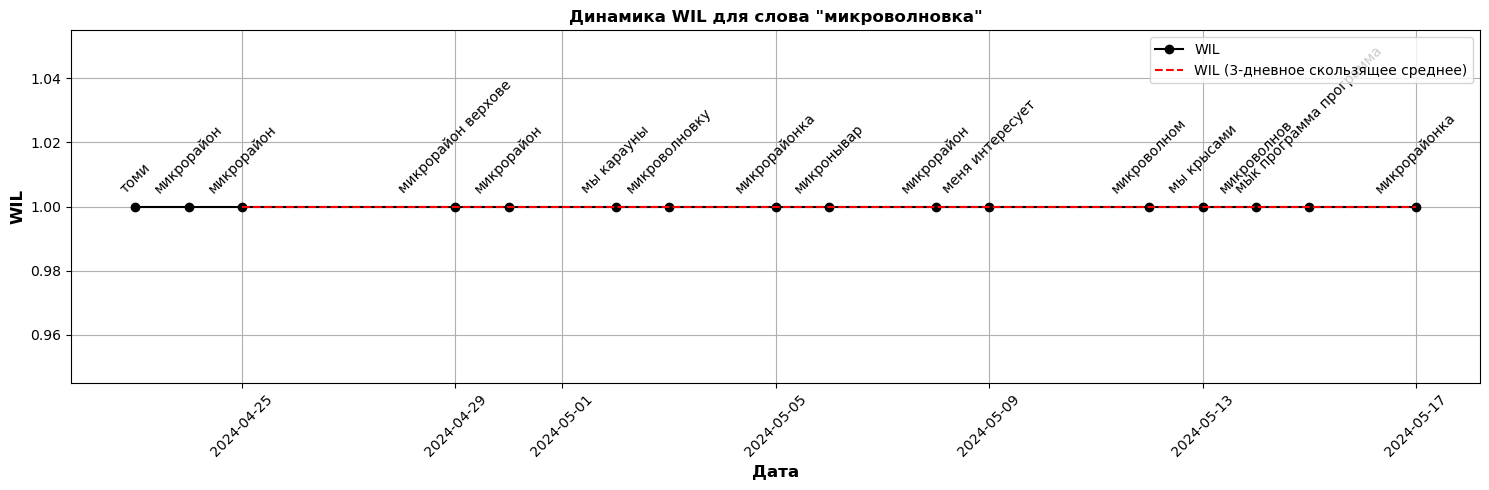 Динамика WIL для слова "микроволновка"
WIL
WIL (3-дневное скользящее среднее)
1.04
1.02
1.00
0.98
0.96
WIL
томи
микрорайон
микрорайон
микрорайон верхове
микрорайон
мы карауны
микроволновку
микрорайонка
микронывар
микрорайон
меня интересует
микроволном
мы крысами
микроволнов
мык программа программа
микрорайонка
2024-04-25
2024-04-29
2024-05-01
2024-05-05
2024-05-09
2024-05-13
2024-05-17
Дата